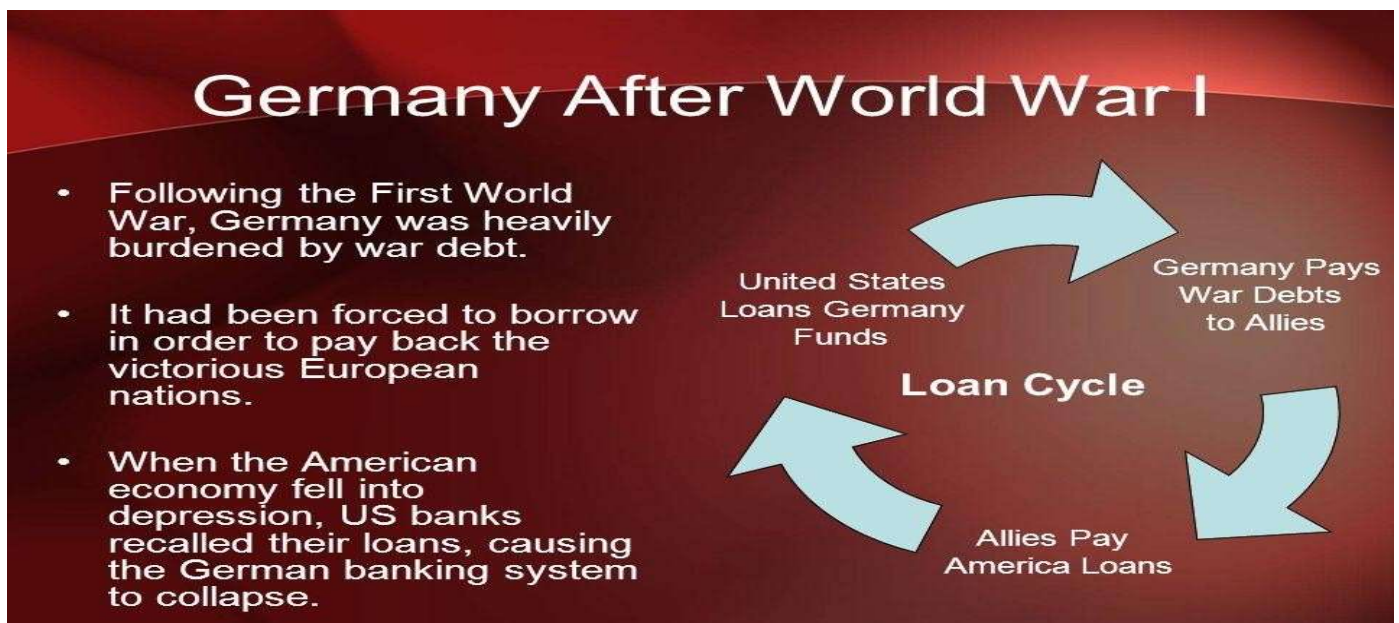 Germany After World War I
• Following the First World
War, Germany was heavily
burdened by war debt.
• It had been forced to borrow
in order to pay back the
victorious European
nations.
• When the American
economy fell into
depression, US banks
recalled their loans, causing
the German banking system
to collapse.
United States
Loans Germany
Funds
Germany Pays
War Debts
to Allies
Loan Cycle
Allies Pay
America Loans